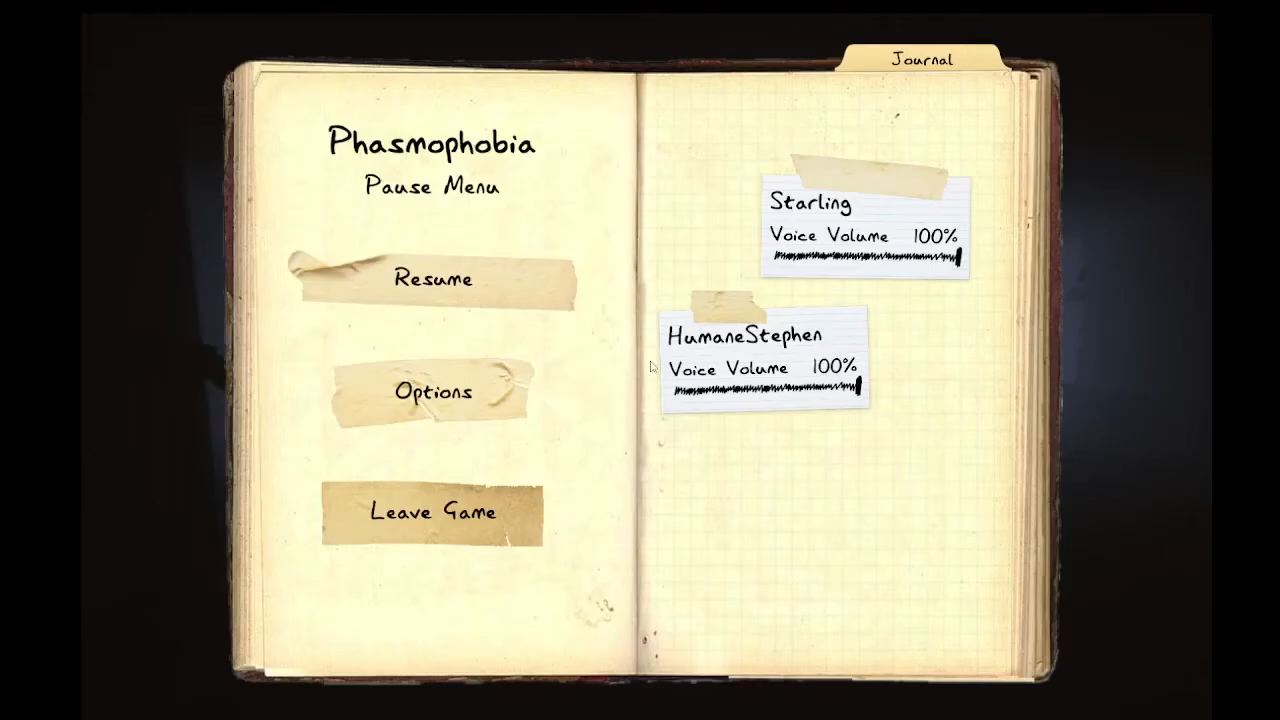 Journal
Phasmophobia
Pause Menu
Resume
Options
Leave Game
Starling
Voice Volume 100%
HumaneStephen
Voice Volume 100%